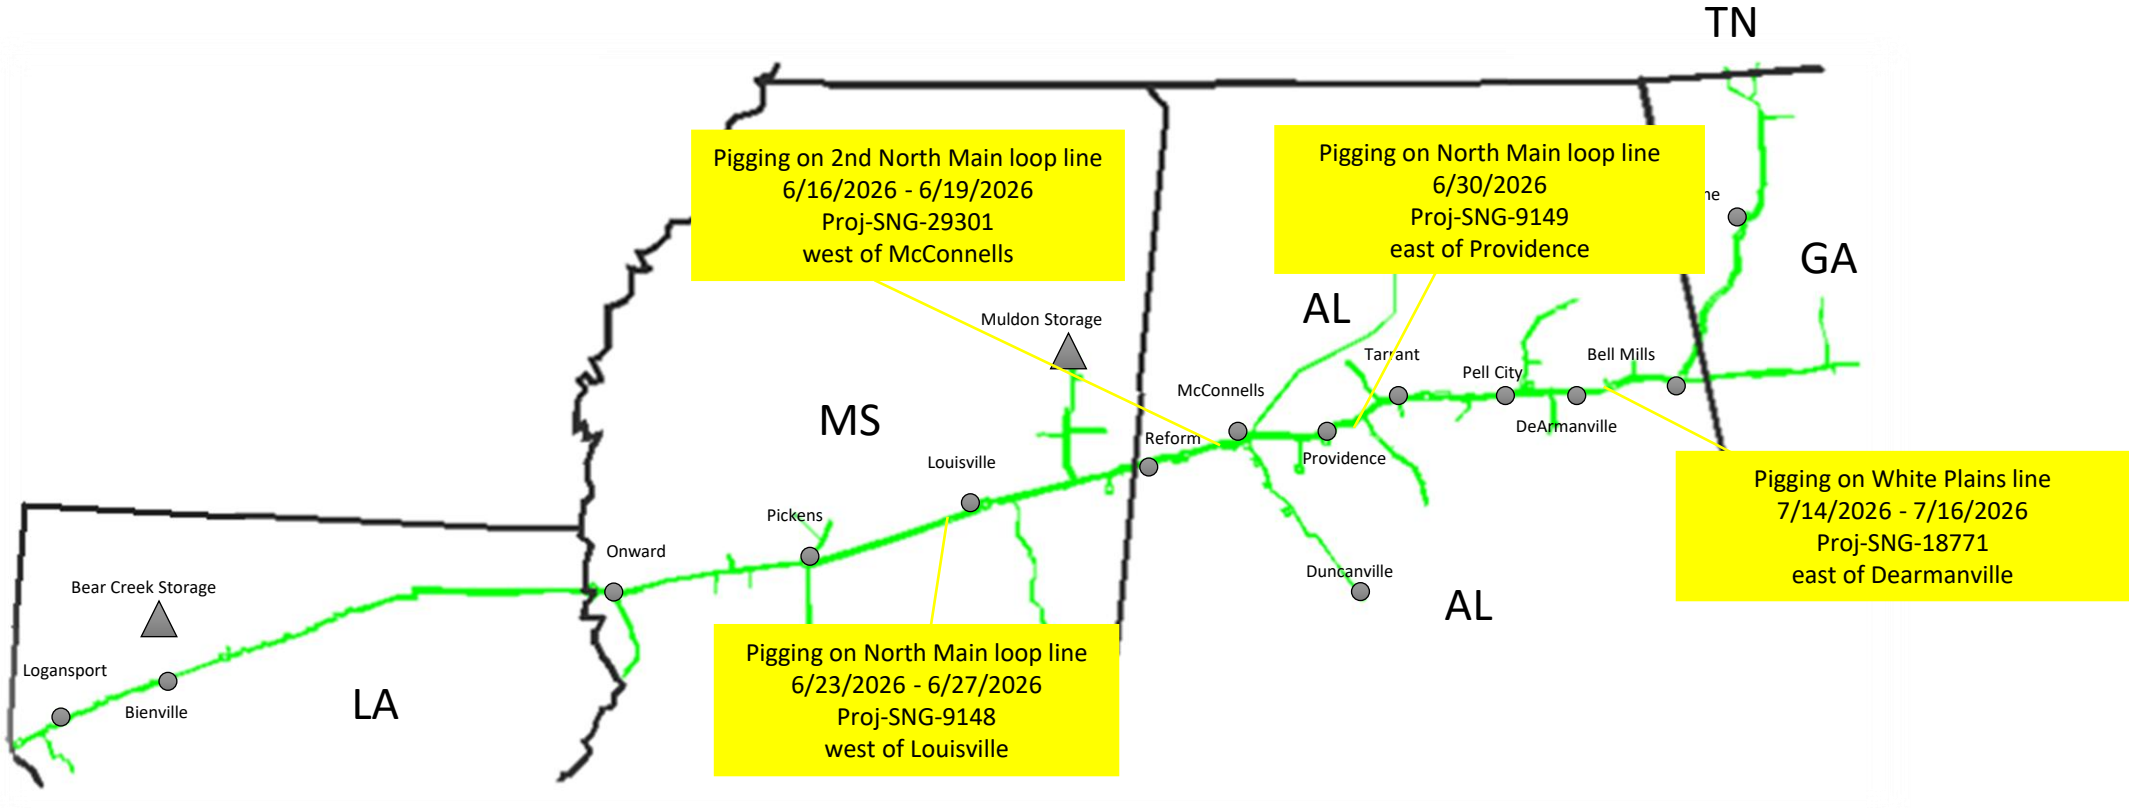 TN
Pigging on 2nd North Main loop line
6/16/2026 - 6/19/2026
Proj-SNG-29301
west of McConnells
Pigging on North Main loop line
6/30/2026
Proj-SNG-9149
east of Providence
GA
AL
Muldon Storage
Tarrant
Bell Mills
Pell City
McConnells
MS
DeArmanville
Reform
Providence
Louisville
Pigging on White Plains line
7/14/2026 - 7/16/2026
Proj-SNG-18771
east of Dearmanville
Pickens
Onward
Duncanville
AL
Bear Creek Storage
Logansport
Bienville
LA
Pigging on North Main loop line
6/23/2026 - 6/27/2026
Proj-SNG-9148
west of Louisville